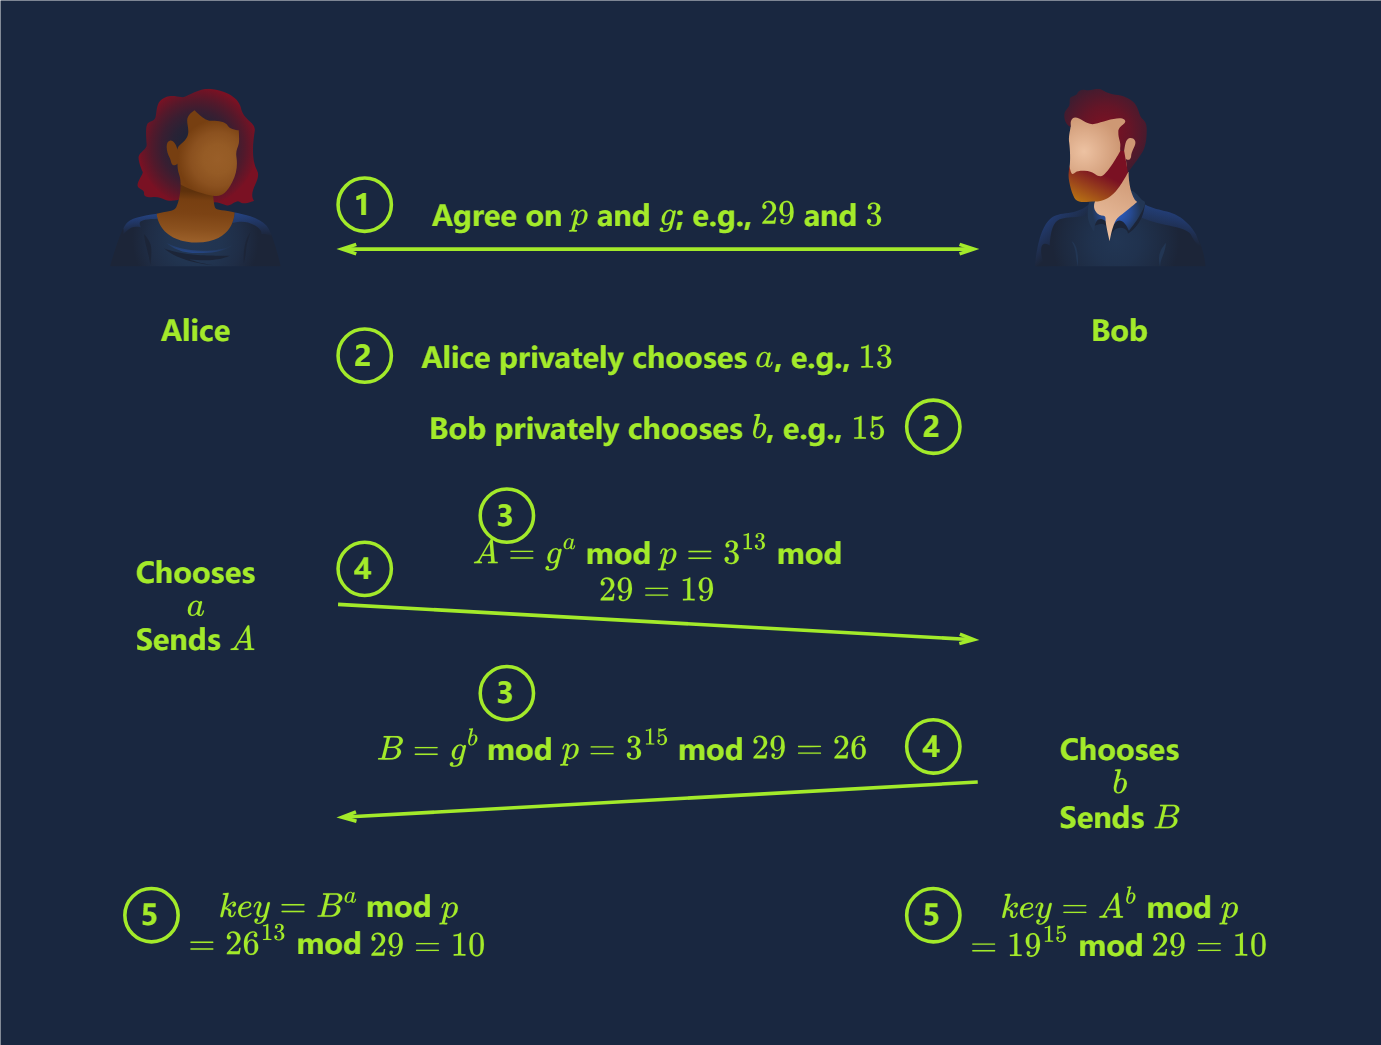 1
Agree on p and g; e.g., 29 and 3
Alice
Bob
2
Alice privately chooses a, e.g., 13
Bob privately chooses b, e.g., 15
2
3
A = g^a mod p = 3^13 mod
29 = 19
4
Chooses
a
Sends A
3
B = g^b mod p = 3^15 mod 29 = 26
4
Chooses
b
Sends B
5
key = B^a mod p
= 26^13 mod 29 = 10
5
key = A^b mod p
= 19^15 mod 29 = 10